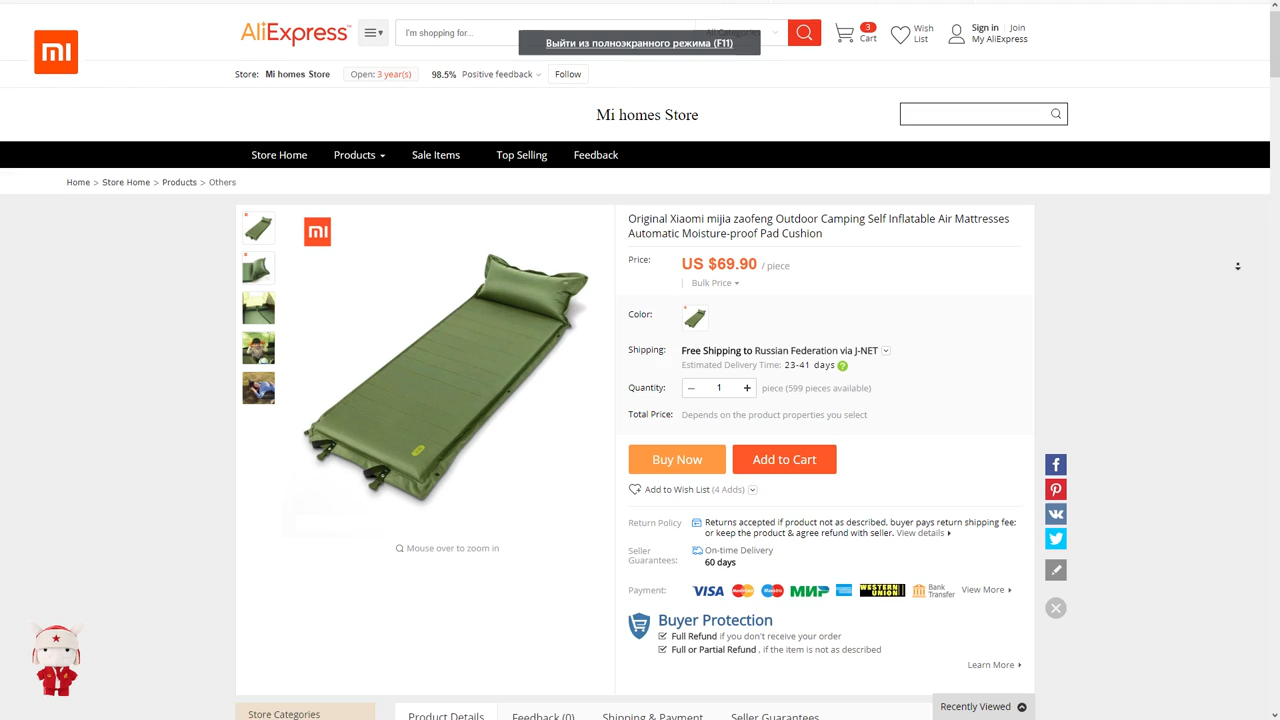 mi
AliExpress™
I'm shopping for...
All Categories
3
Cart
Wish
List
Sign in
Join
My AliExpress
Выйти из полноэкранного режима (F11)
Store: Mi homes Store
Open: 3 year(s)
98.5% Positive feedback
Follow
Mi homes Store
Store Home
Products
Sale Items
Top Selling
Feedback
Home > Store Home > Products > Others
mi
Original Xiaomi mijia zaofeng Outdoor Camping Self Inflatable Air Mattresses
Automatic Moisture-proof Pad Cushion
Price: US $69.90 / piece
Bulk Price
Color:
Shipping: Free Shipping to Russian Federation via J-NET
Estimated Delivery Time: 23-41 days ?
Quantity: – 1 + piece (599 pieces available)
Total Price: Depends on the product properties you select
Buy Now
Add to Cart
Add to Wish List (4 Adds)
Return Policy
Returns accepted if product not as described, buyer pays return shipping fee;
or keep the product & agree refund with seller. View details
Seller
Guarantees:
On-time Delivery
60 days
Mouse over to zoom in
Payment: VISA MasterCard Maestro МИР WESTERN UNION Bank Transfer View More
Buyer Protection
Full Refund if you don't receive your order
Full or Partial Refund , if the item is not as described
Learn More
Recently Viewed
Store Categories
Product Details
Feedback (0)
Shipping & Payment
Seller Guarantees